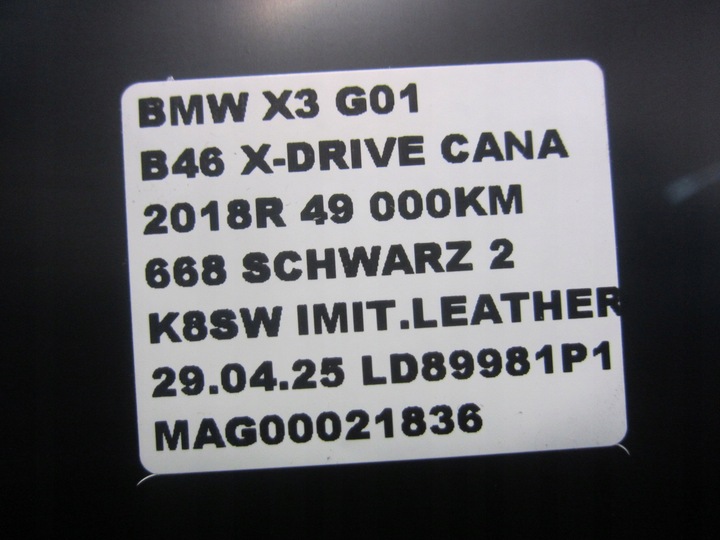 BMW X3 G01
B46 X-DRIVE CANA
2018R 49 000KM
668 SCHWARZ 2
K8SW IMIT.LEATHER
29.04.25 LD89981P1
MAG00021836